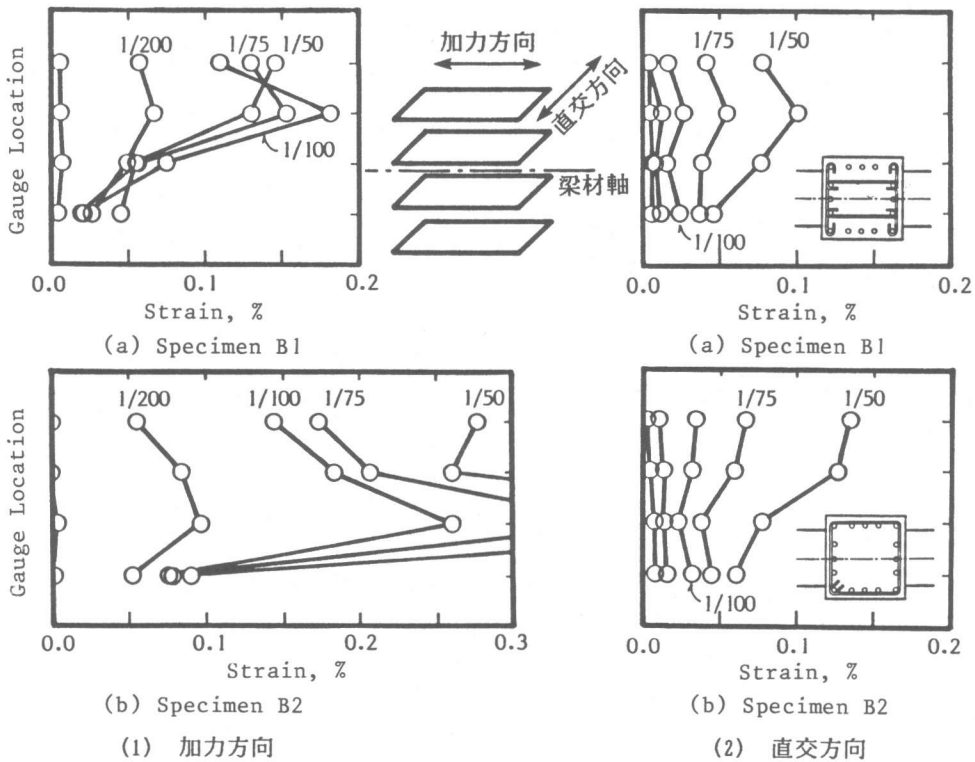 1/200
1/75
1/50
1/100
Gauge Location
0.0
0.1
0.2
Strain, %
(a) Specimen B1
加力方向
直交方向
梁材軸
1/75
1/50
1/100
0.0
0.1
0.2
Strain, %
(a) Specimen B1
1/200
1/100
1/75
1/50
Gauge Location
0.0
0.1
0.2
0.3
Strain, %
(b) Specimen B2
(1) 加力方向
1/75
1/50
1/100
0.0
0.1
0.2
Strain, %
(b) Specimen B2
(2) 直交方向